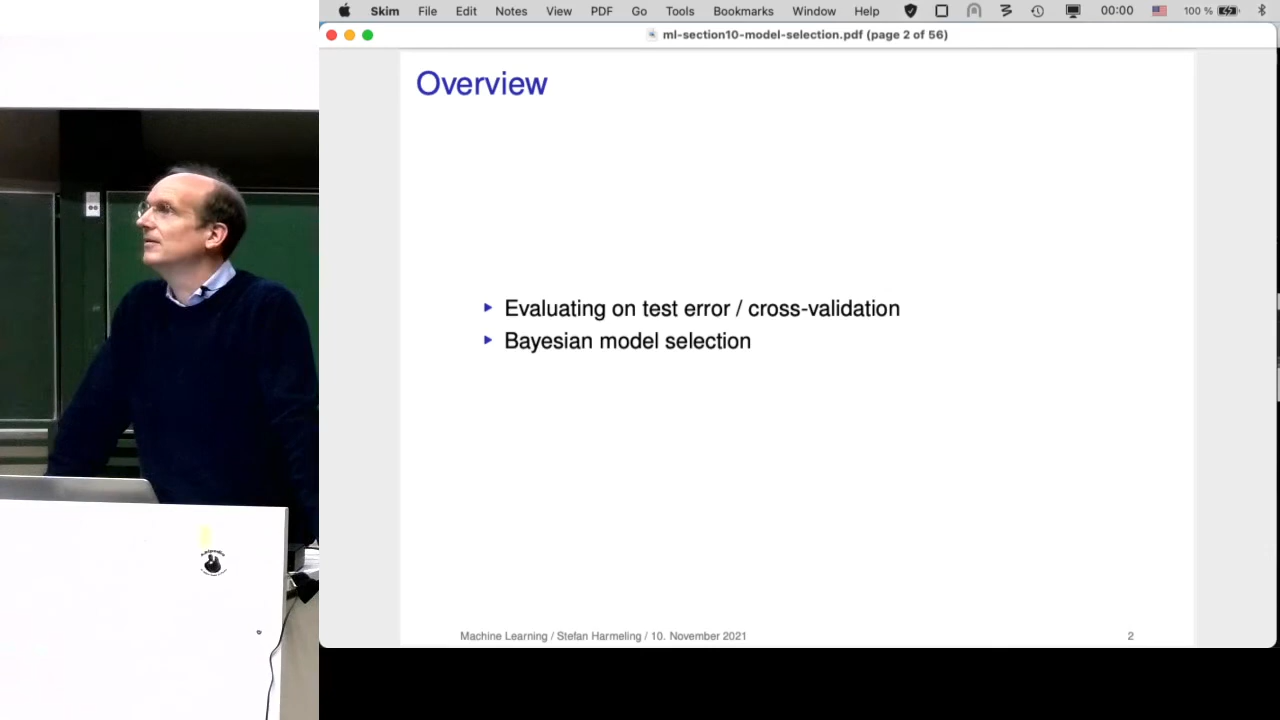 Skim File Edit Notes View PDF Go Tools Bookmarks Window Help 00:00 100 %
ml-section10-model-selection.pdf (page 2 of 56)
Overview
Evaluating on test error / cross-validation
Bayesian model selection
Machine Learning / Stefan Harmeling / 10. November 2021 2